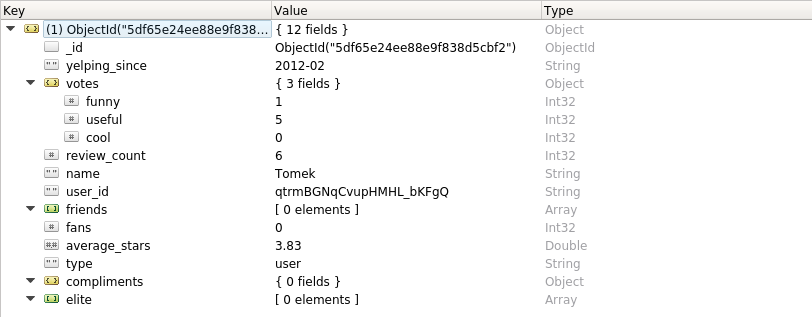 Key Value Type
(1) ObjectId("5df65e24ee88e9f838... { 12 fields } Object
_id ObjectId("5df65e24ee88e9f838d5cbf2") ObjectId
"" yelping_since 2012-02 String
votes { 3 fields } Object
# funny 1 Int32
# useful 5 Int32
# cool 0 Int32
# review_count 6 Int32
"" name Tomek String
"" user_id qtrmBGNqCvupHMHL_bKFgQ String
friends [ 0 elements ] Array
# fans 0 Int32
#.# average_stars 3.83 Double
"" type user String
compliments { 0 fields } Object
elite [ 0 elements ] Array